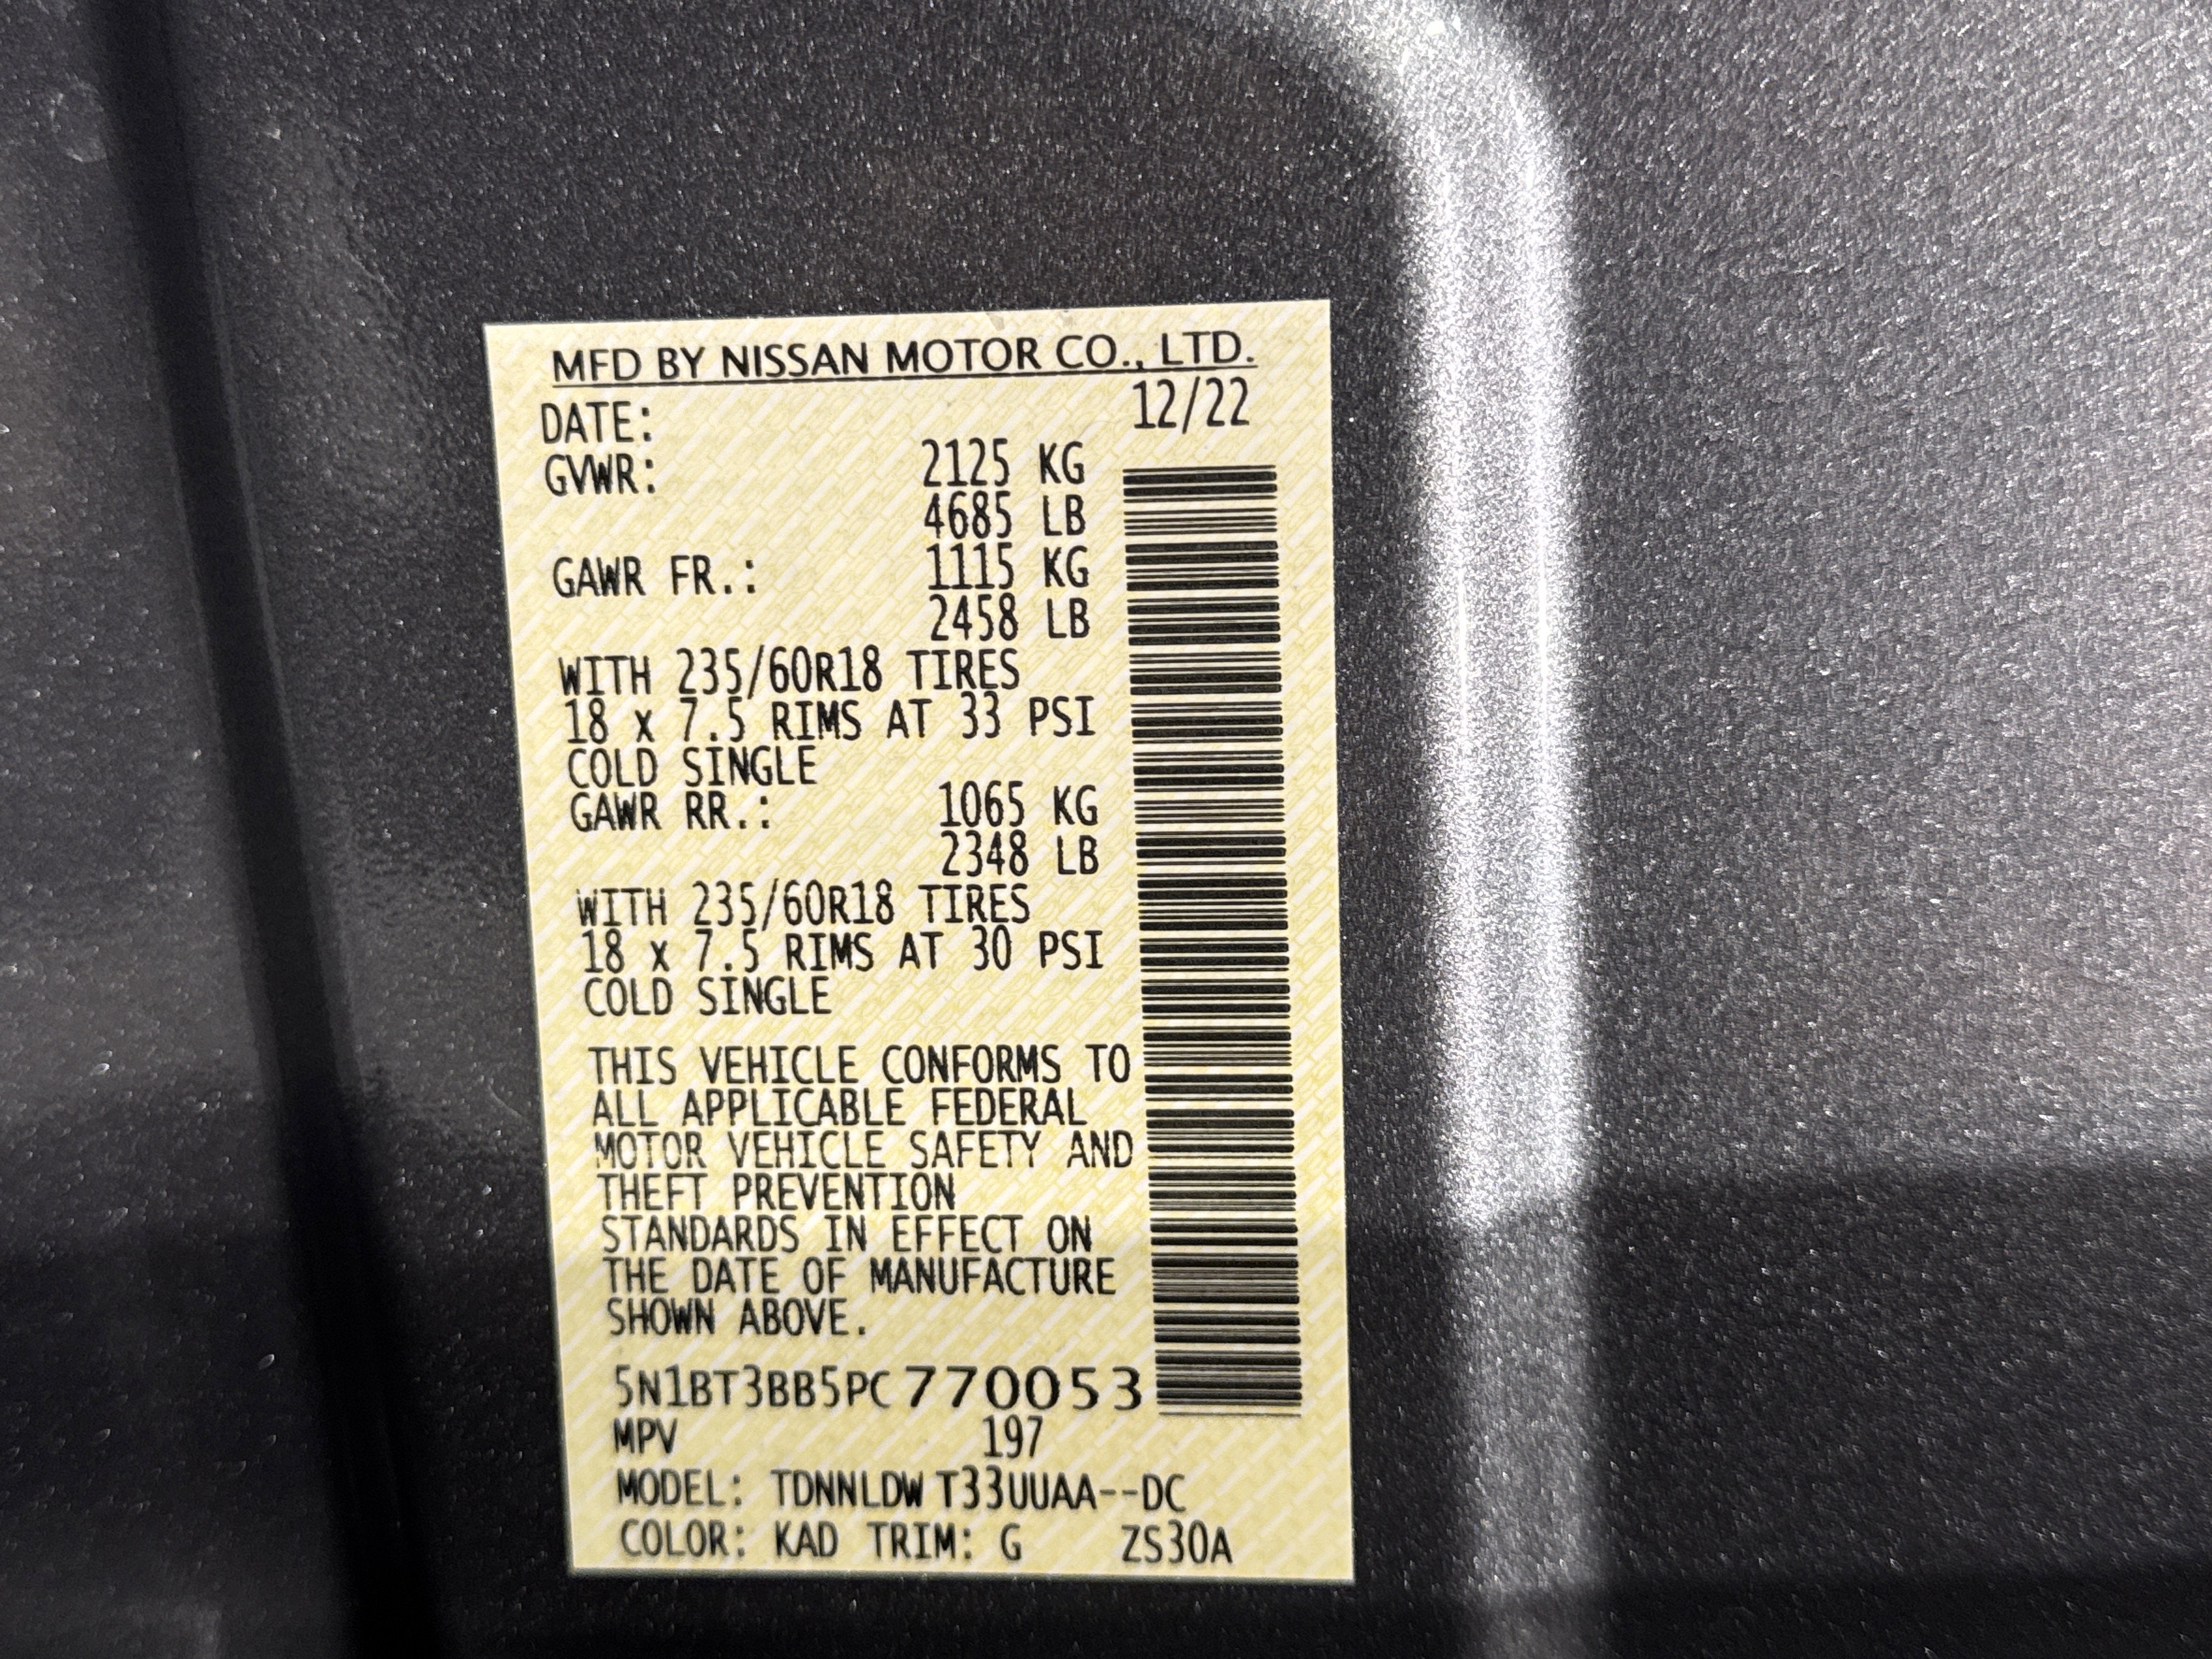 MFD BY NISSAN MOTOR CO., LTD.
DATE: 12/22
GVWR: 2125 KG
4685 LB
GAWR FR.: 1115 KG
2458 LB
WITH 235/60R18 TIRES
18 x 7.5 RIMS AT 33 PSI
COLD SINGLE
GAWR RR.: 1065 KG
2348 LB
WITH 235/60R18 TIRES
18 x 7.5 RIMS AT 30 PSI
COLD SINGLE
THIS VEHICLE CONFORMS TO
ALL APPLICABLE FEDERAL
MOTOR VEHICLE SAFETY AND
THEFT PREVENTION
STANDARDS IN EFFECT ON
THE DATE OF MANUFACTURE
SHOWN ABOVE.
5N1BT3BB5PC770053
MPV 197
MODEL: TDNNLDW T33UUAA--DC
COLOR: KAD TRIM: G ZS30A